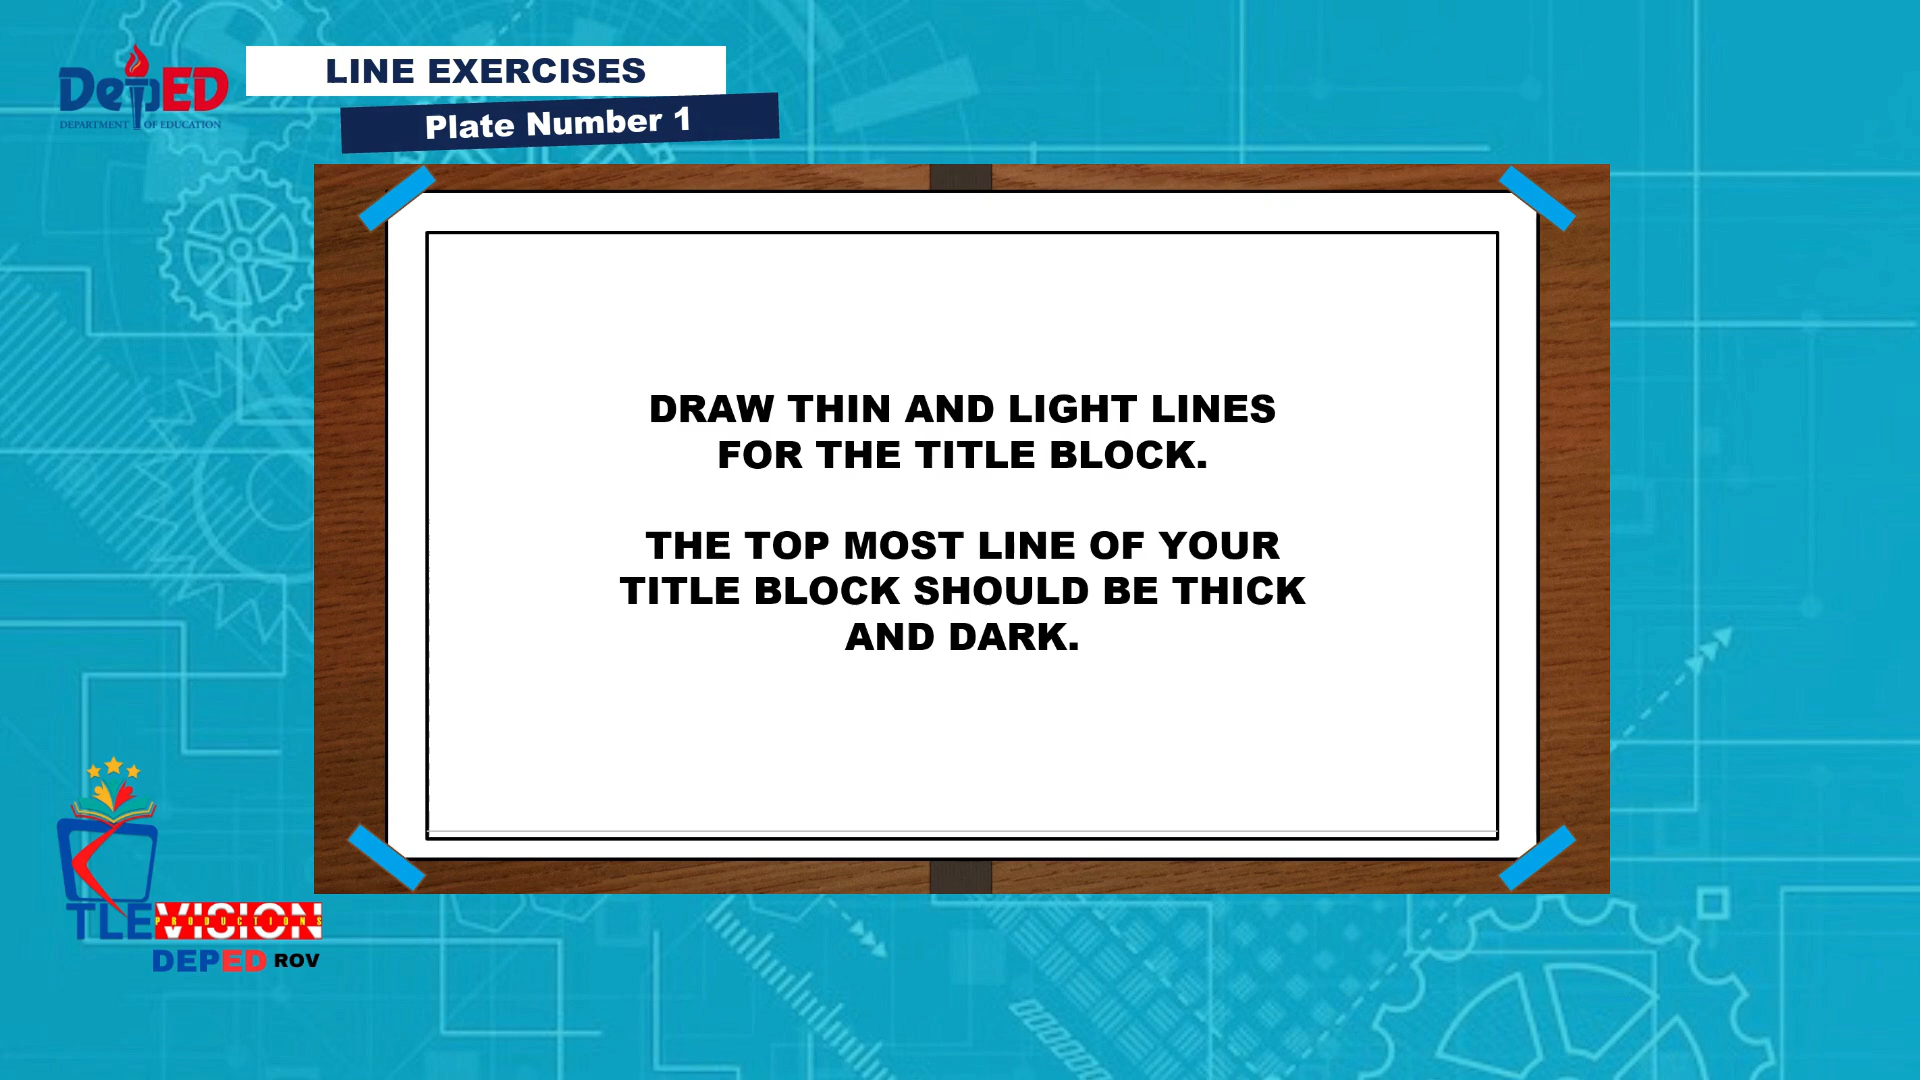 DepED
DEPARTMENT OF EDUCATION
LINE EXERCISES
Plate Number 1
DRAW THIN AND LIGHT LINES
FOR THE TITLE BLOCK.
THE TOP MOST LINE OF YOUR
TITLE BLOCK SHOULD BE THICK
AND DARK.
TLEVISION
PRODUCTIONS
DEPED ROV